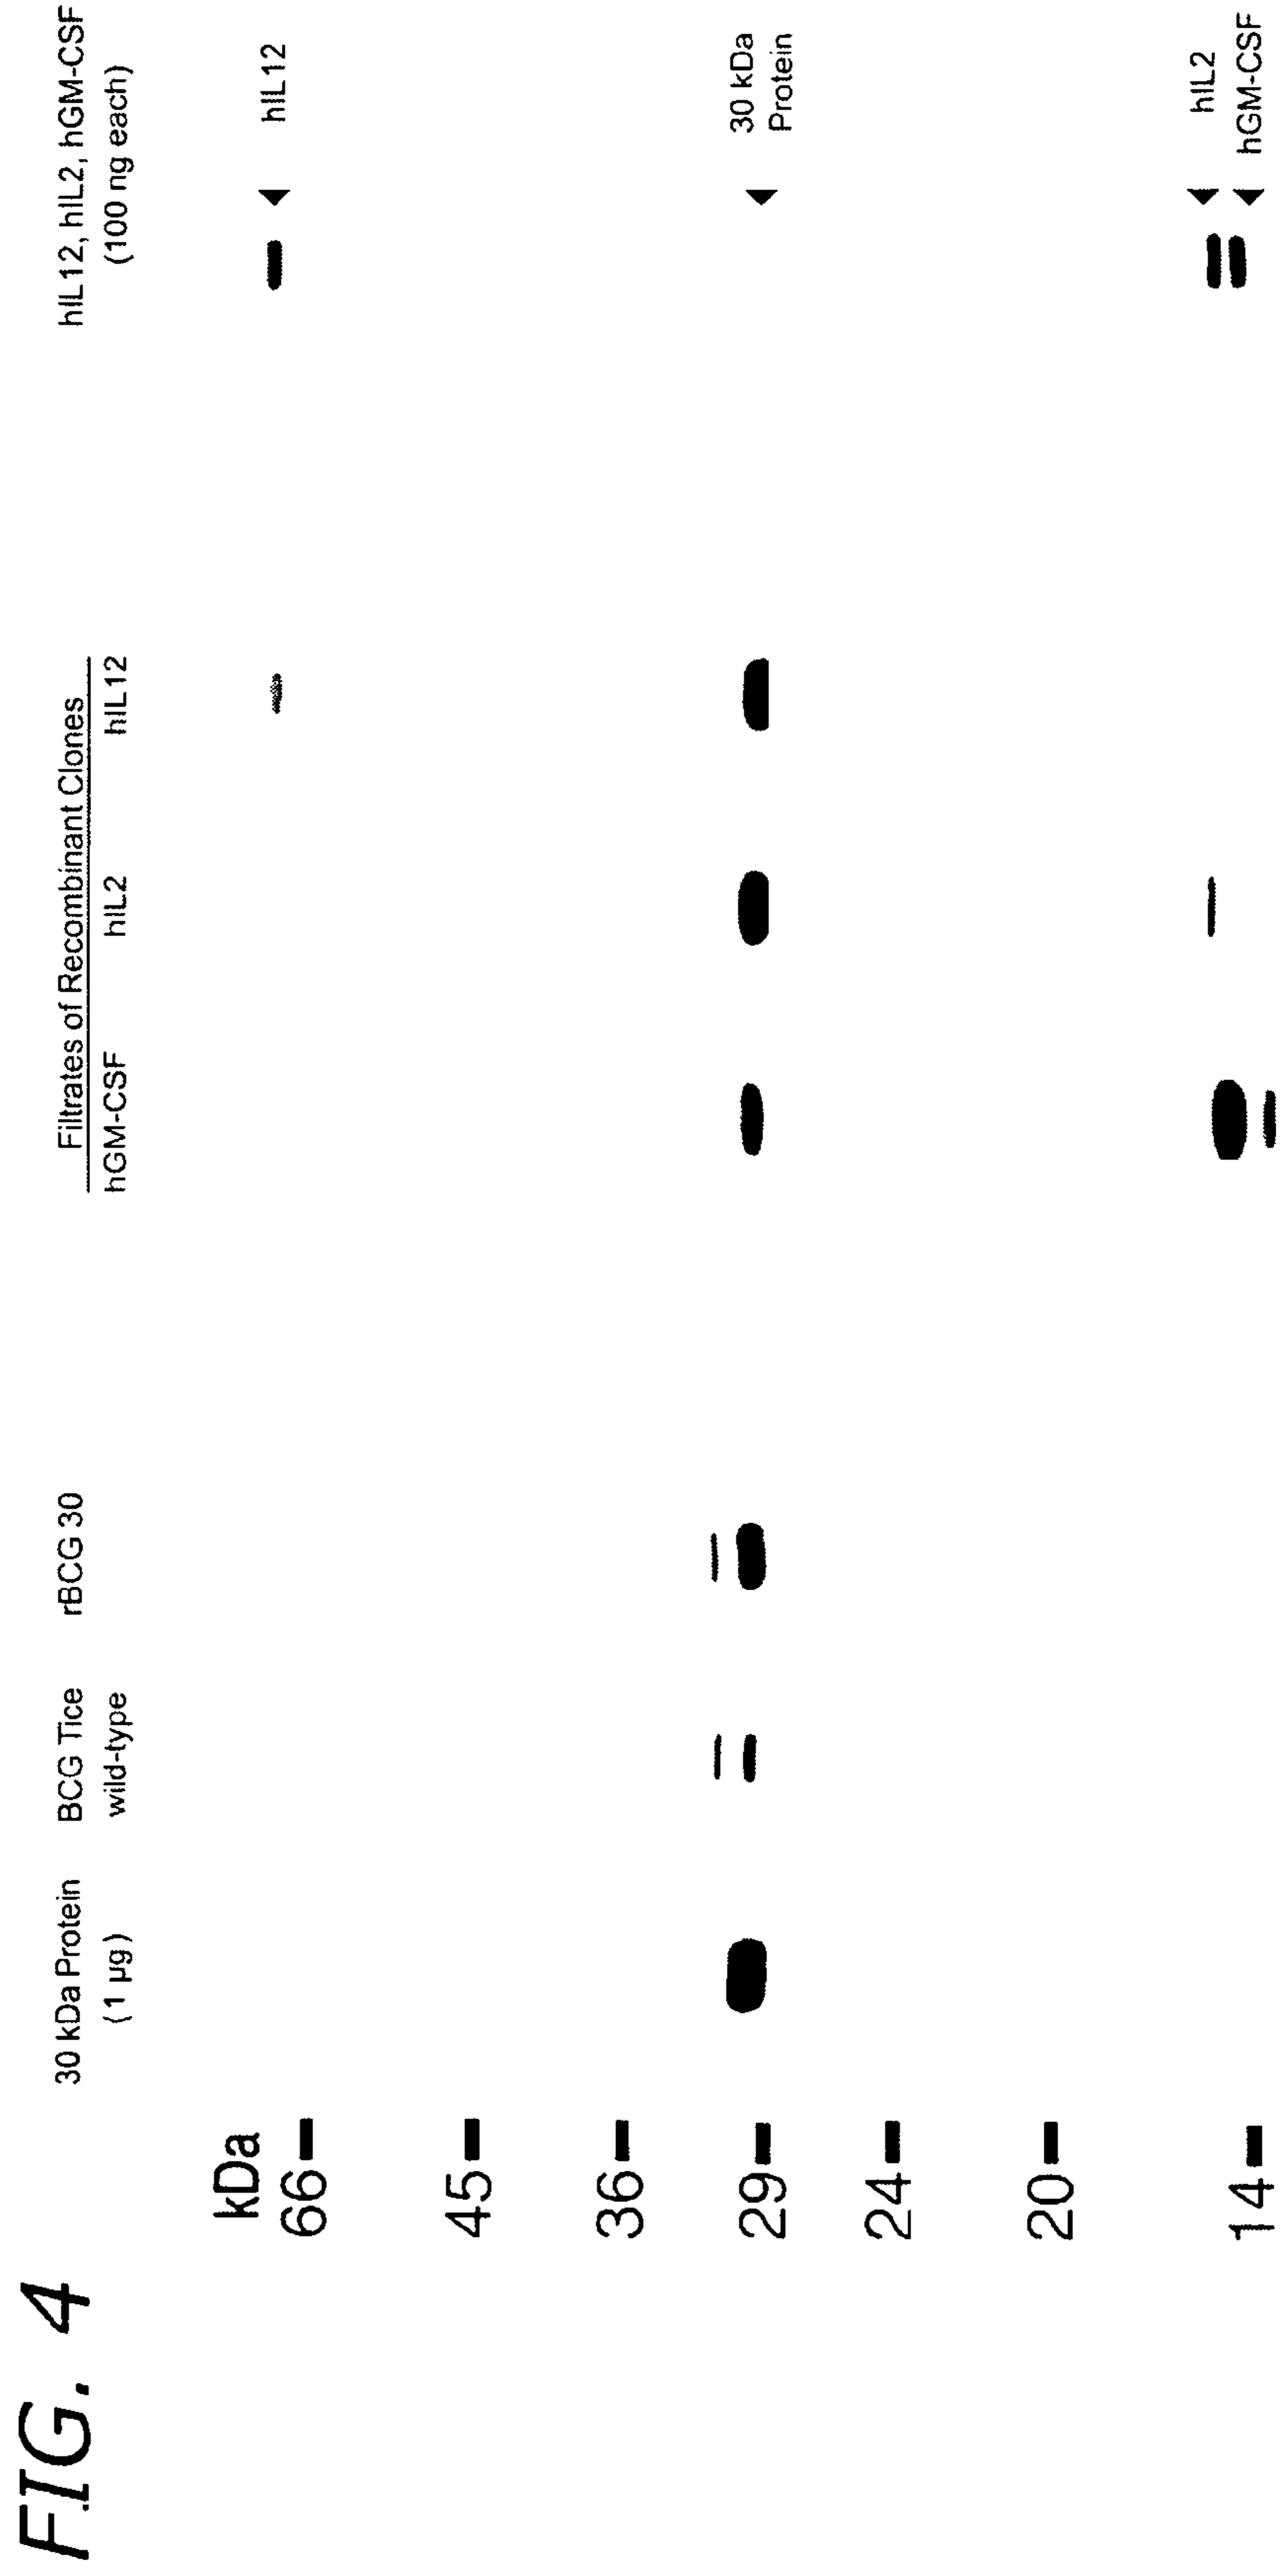 FIG. 4
30 kDa Protein
(1 µg)
BCG Tice
wild-type
rBCG 30
Filtrates of Recombinant Clones
hGM-CSF
hIL2
hIL12
hIL12, hIL2, hGM-CSF
(100 ng each)
kDa
66
45
36
29
24
20
14
hIL12
30 kDa
Protein
hIL2
hGM-CSF